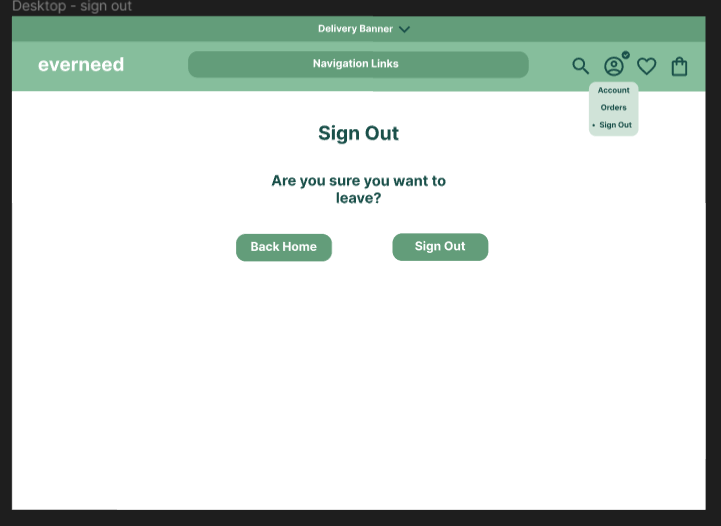 Desktop - sign out
Delivery Banner
everneed
Navigation Links
Account
Orders
• Sign Out
Sign Out
Are you sure you want to
leave?
Back Home
Sign Out